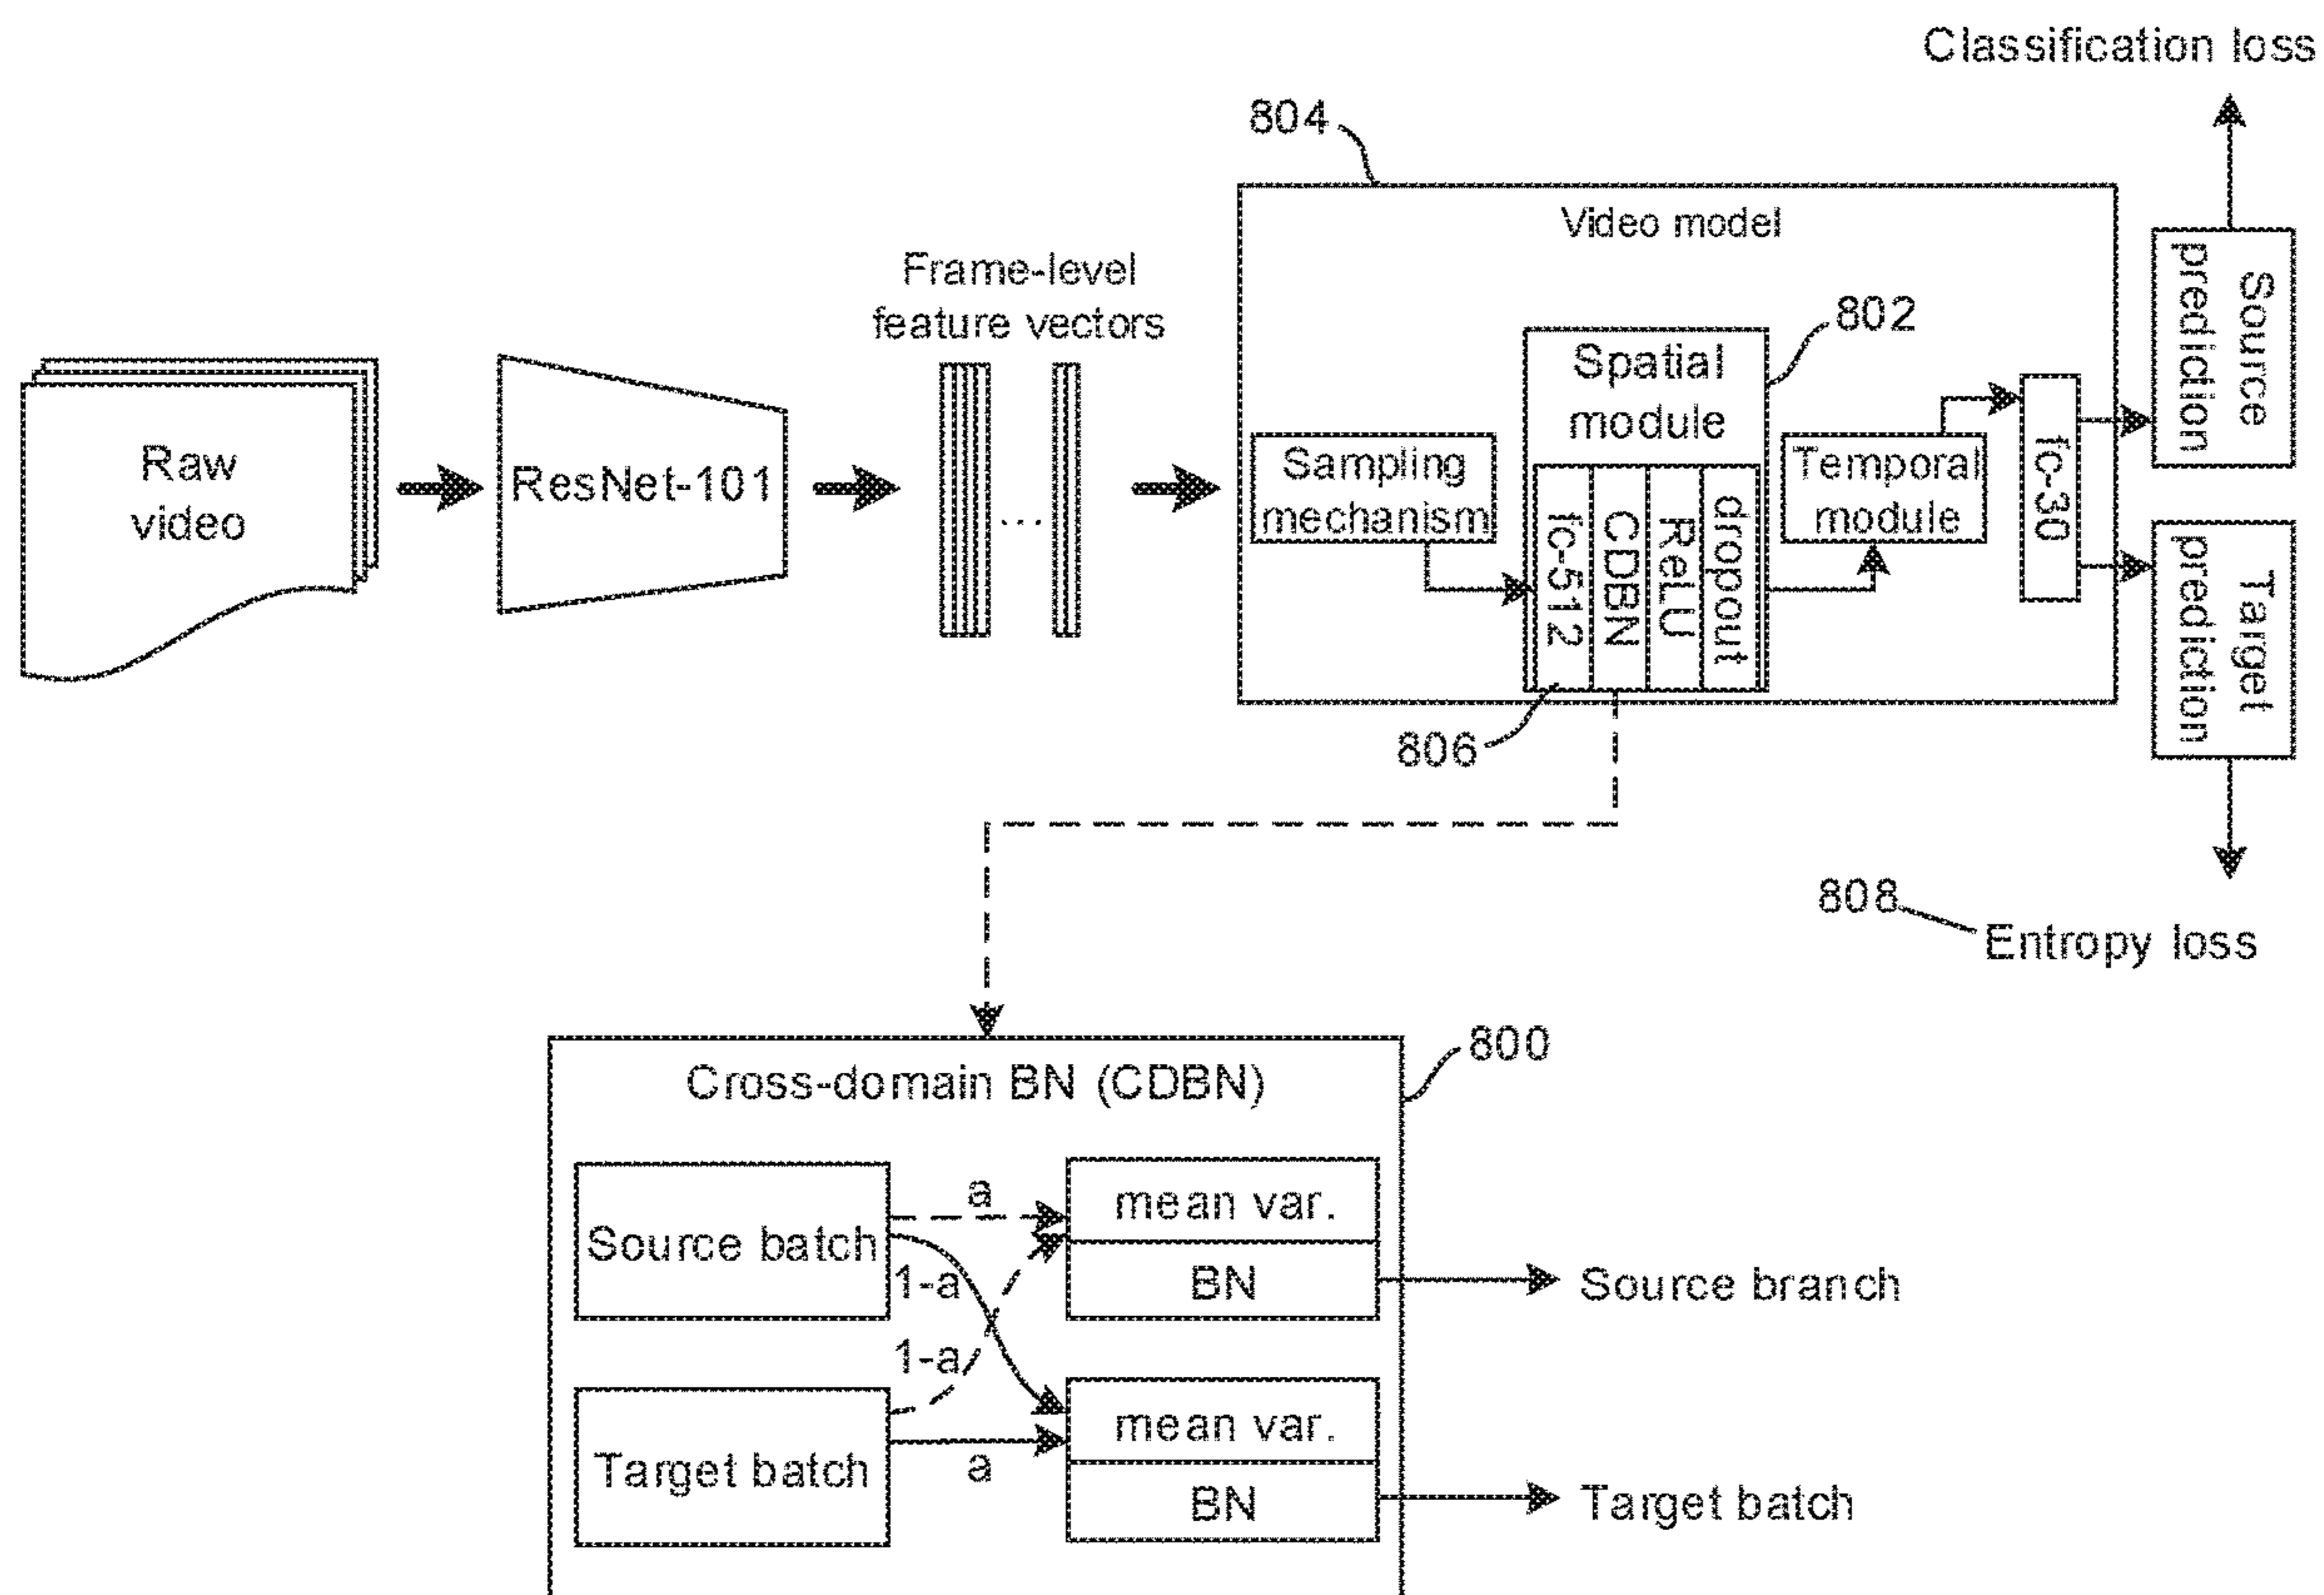 Classification loss
804
Video model
Frame-level
feature vectors
802
Spatial
module
Source
prediction
Raw
video
ResNet-101
...
Sampling
mechanism
fc-512
CDBN
ReLU
dropout
Temporal
module
fc-30
Target
prediction
806
808
Entropy loss
800
Cross-domain BN (CDBN)
Source batch
a
1-a
mean var.
BN
Source branch
Target batch
1-a
a
mean var.
BN
Target batch